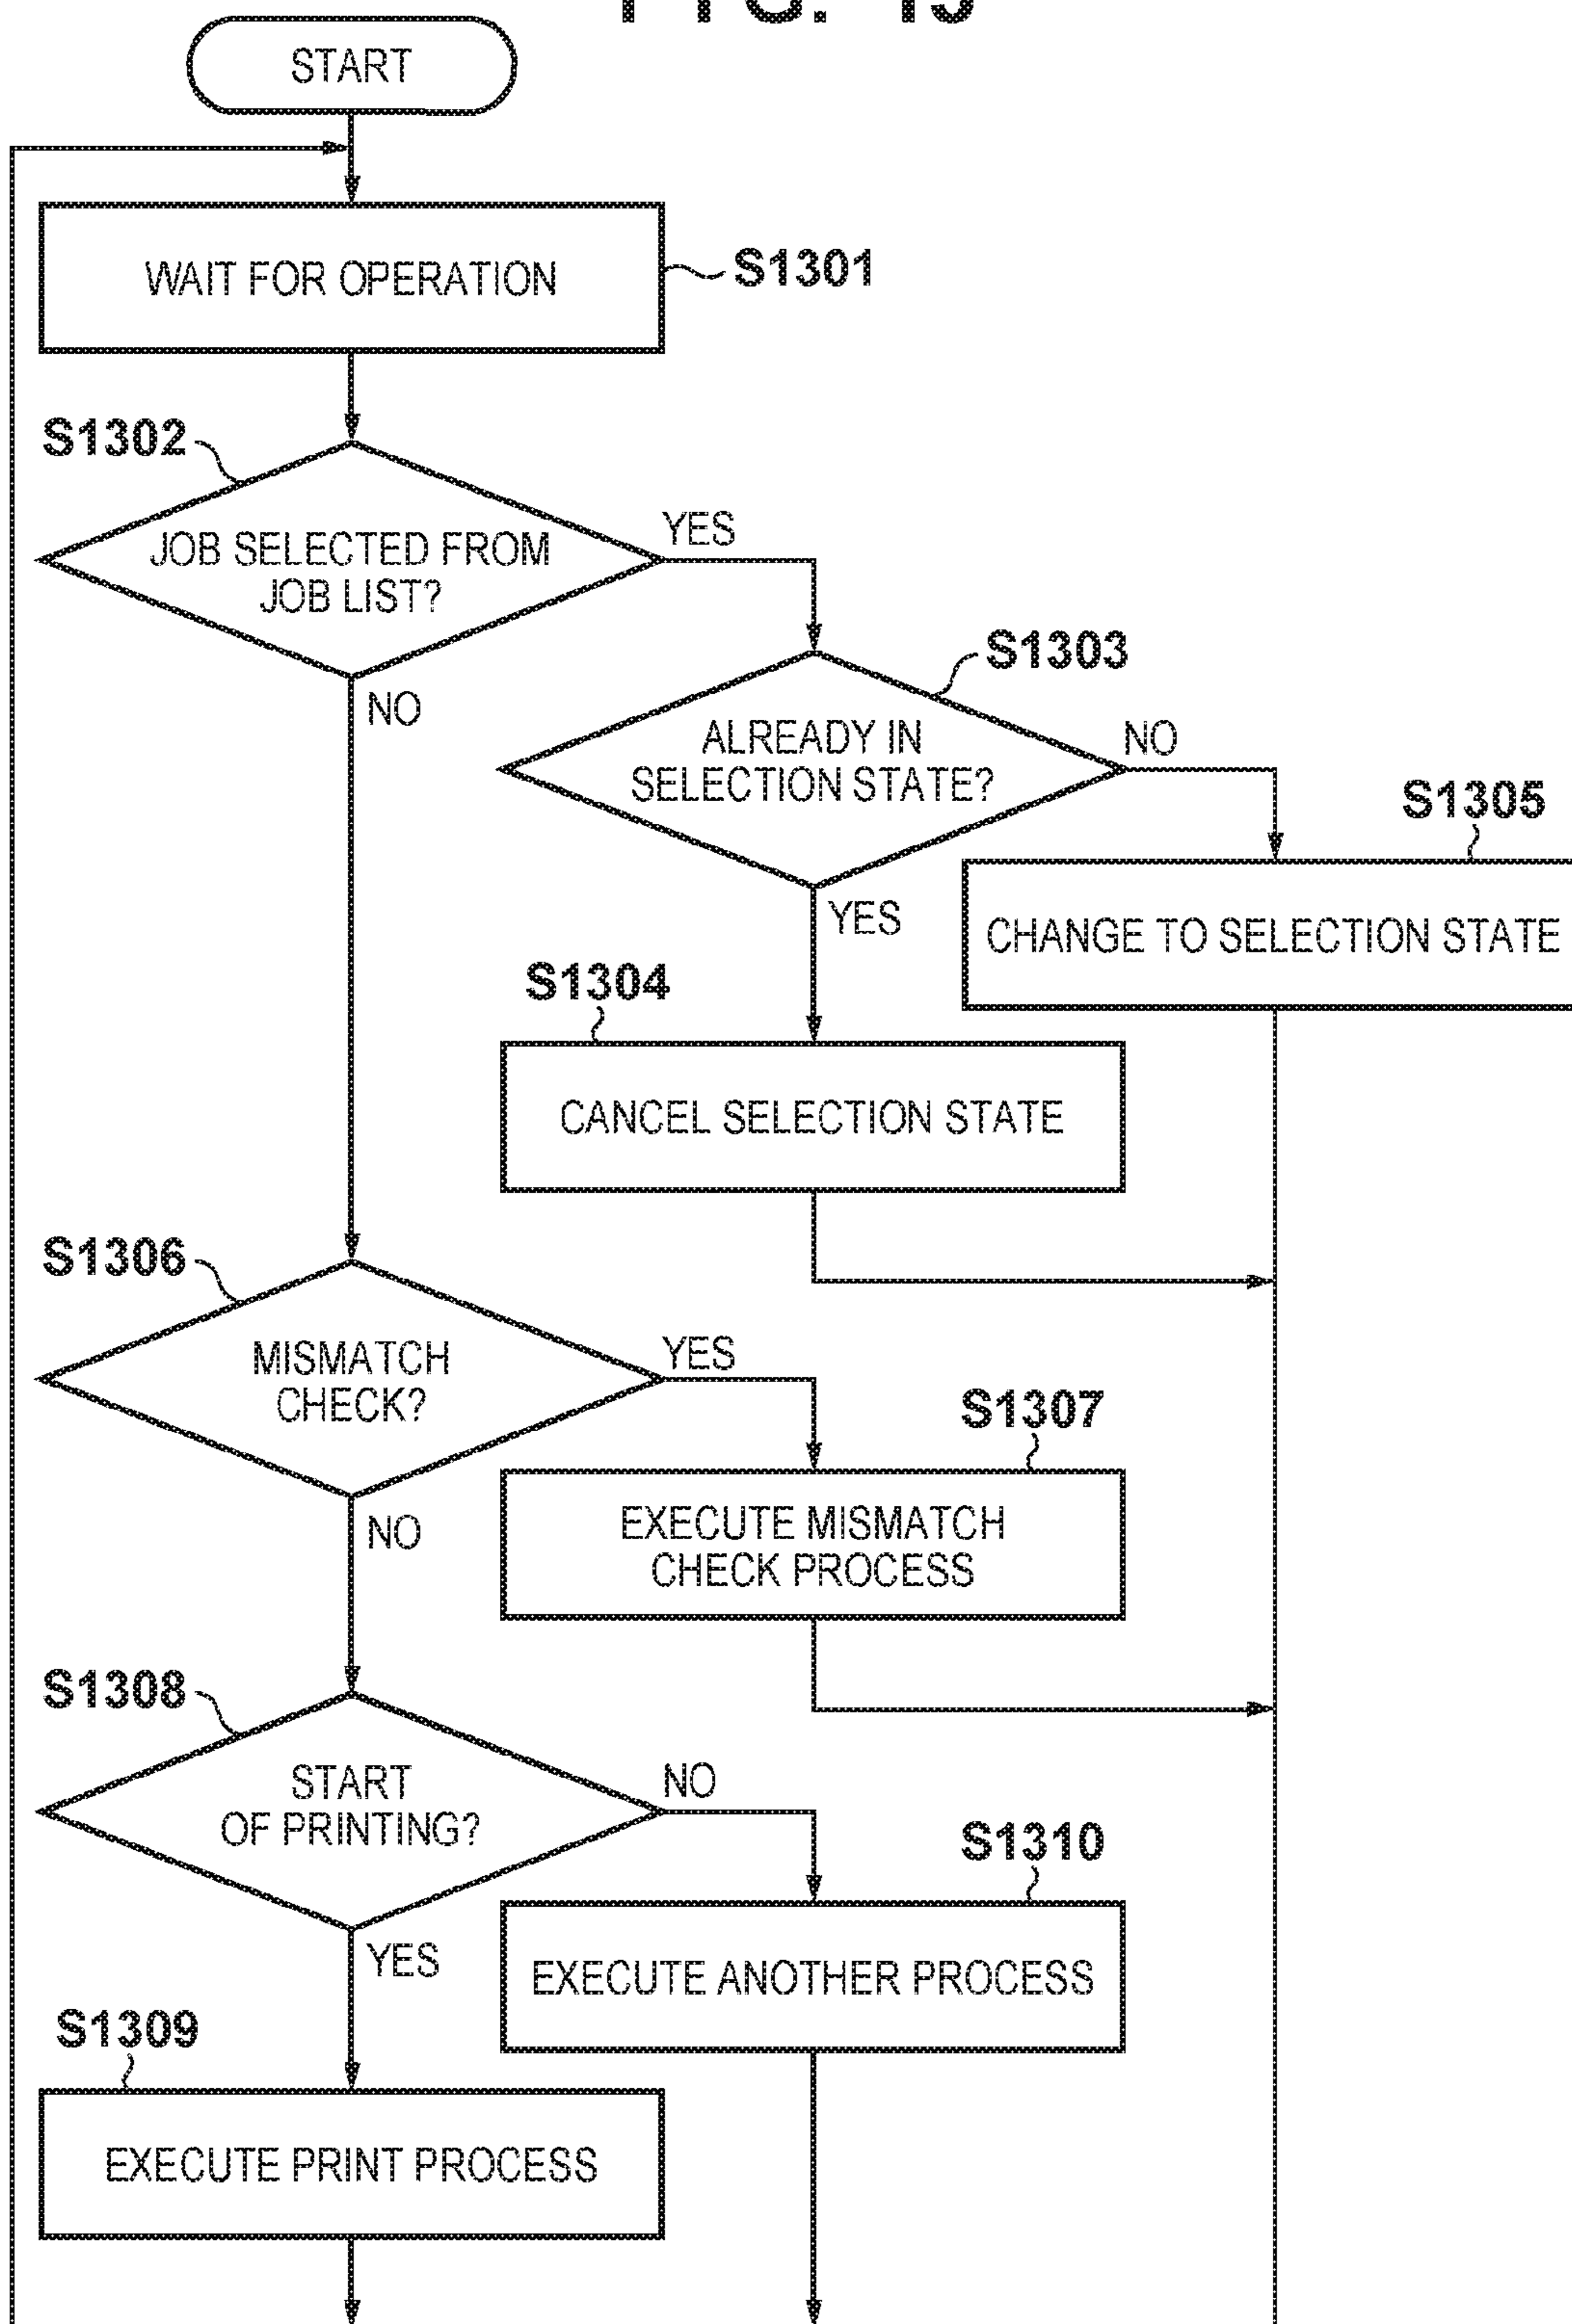 START
WAIT FOR OPERATION
S1301
S1302
JOB SELECTED FROM
JOB LIST?
YES
NO
S1303
ALREADY IN
SELECTION STATE?
NO
YES
S1305
CHANGE TO SELECTION STATE
S1304
CANCEL SELECTION STATE
S1306
MISMATCH
CHECK?
YES
NO
S1307
EXECUTE MISMATCH
CHECK PROCESS
S1308
START
OF PRINTING?
NO
YES
S1310
EXECUTE ANOTHER PROCESS
S1309
EXECUTE PRINT PROCESS